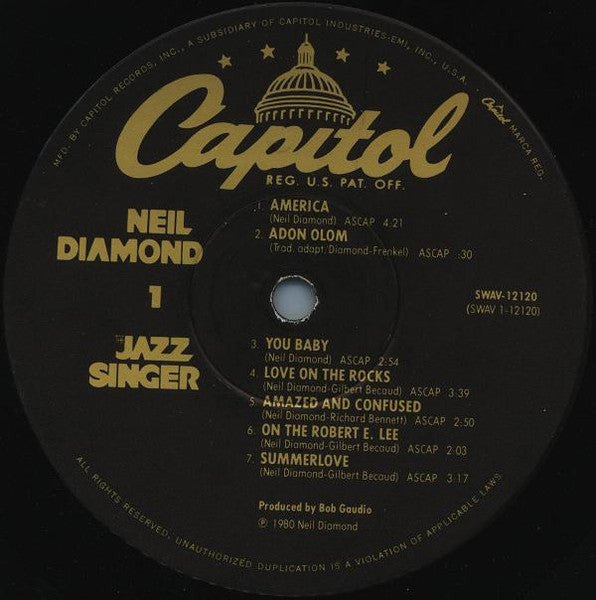 MFD. BY CAPITOL RECORDS, INC., A SUBSIDIARY OF CAPITOL INDUSTRIES-EMI, INC., U.S.A.
Capitol MARCA REG.
Capitol
REG. U.S. PAT. OFF.
NEIL
DIAMOND
1
THE
JAZZ
SINGER
1. AMERICA
(Neil Diamond) ASCAP 4:21
2. ADON OLOM
(Trad. adapt. Diamond-Frenkel) ASCAP :30
SWAV-12120
(SWAV 1-12120)
3. YOU BABY
(Neil Diamond) ASCAP 2:54
4. LOVE ON THE ROCKS
(Neil Diamond-Gilbert Becaud) ASCAP 3:39
5. AMAZED AND CONFUSED
(Neil Diamond-Richard Bennett) ASCAP 2:50
6. ON THE ROBERT E. LEE
(Neil Diamond-Gilbert Becaud) ASCAP 2:03
7. SUMMERLOVE
(Neil Diamond-Gilbert Becaud) ASCAP 3:17
Produced by Bob Gaudio
℗ 1980 Neil Diamond
ALL RIGHTS RESERVED, UNAUTHORIZED DUPLICATION IS A VIOLATION OF APPLICABLE LAWS